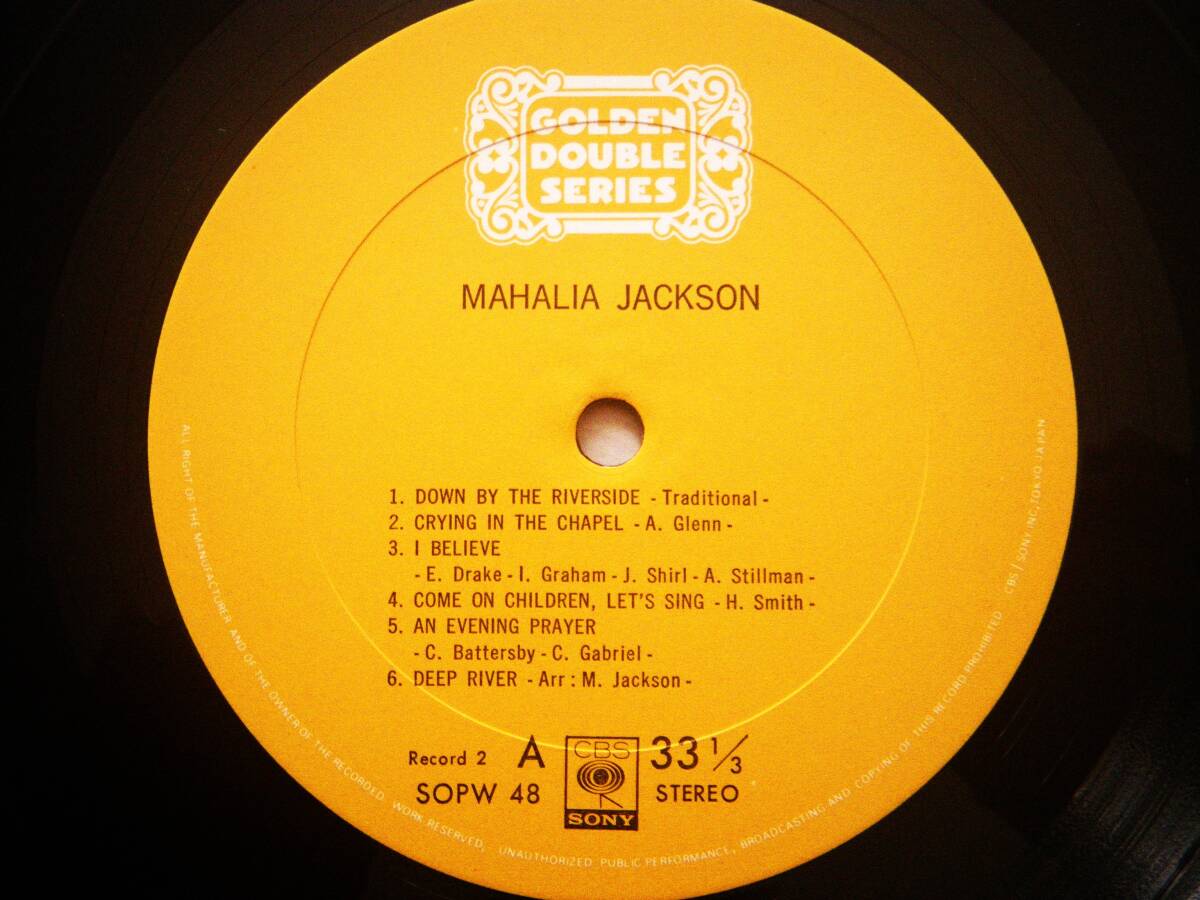 GOLDEN
DOUBLE
SERIES
MAHALIA JACKSON
1. DOWN BY THE RIVERSIDE - Traditional -
2. CRYING IN THE CHAPEL - A. Glenn -
3. I BELIEVE
- E. Drake - I. Graham - J. Shirl - A. Stillman -
4. COME ON CHILDREN, LET'S SING - H. Smith -
5. AN EVENING PRAYER
- C. Battersby - C. Gabriel -
6. DEEP RIVER - Arr : M. Jackson -
Record 2 A
SOPW 48
CBS
SONY
33 1/3
STEREO
ALL RIGHT OF THE MANUFACTURER AND OF THE OWNER OF THE RECORDED WORK RESERVED, UNAUTHORIZED PUBLIC PERFORMANCE, BROADCASTING AND COPYING OF THIS RECORD PROHIBITED CBS / SONY INC, TOKYO JAPAN